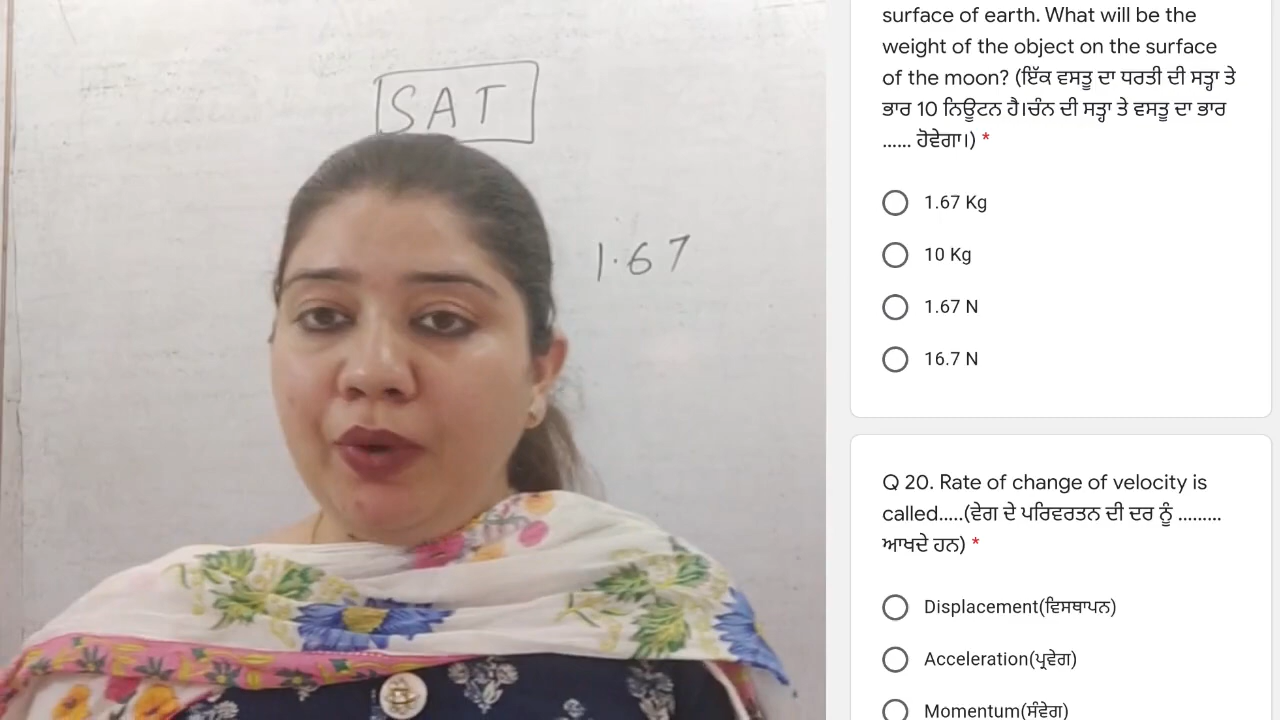 SAT
1.67
surface of earth. What will be the
weight of the object on the surface
of the moon? (ਇੱਕ ਵਸਤੂ ਦਾ ਧਰਤੀ ਦੀ ਸਤ੍ਹਾ ਤੇ
ਭਾਰ 10 ਨਿਊਟਨ ਹੈ।ਚੰਨ ਦੀ ਸਤ੍ਹਾ ਤੇ ਵਸਤੂ ਦਾ ਭਾਰ
...... ਹੋਵੇਗਾ।) *
1.67 Kg
10 Kg
1.67 N
16.7 N
Q 20. Rate of change of velocity is
called.....(ਵੇਗ ਦੇ ਪਰਿਵਰਤਨ ਦੀ ਦਰ ਨੂੰ .........
ਆਖਦੇ ਹਨ) *
Displacement(ਵਿਸਥਾਪਨ)
Acceleration(ਪ੍ਰਵੇਗ)
Momentum(ਸੰਵੇਗ)